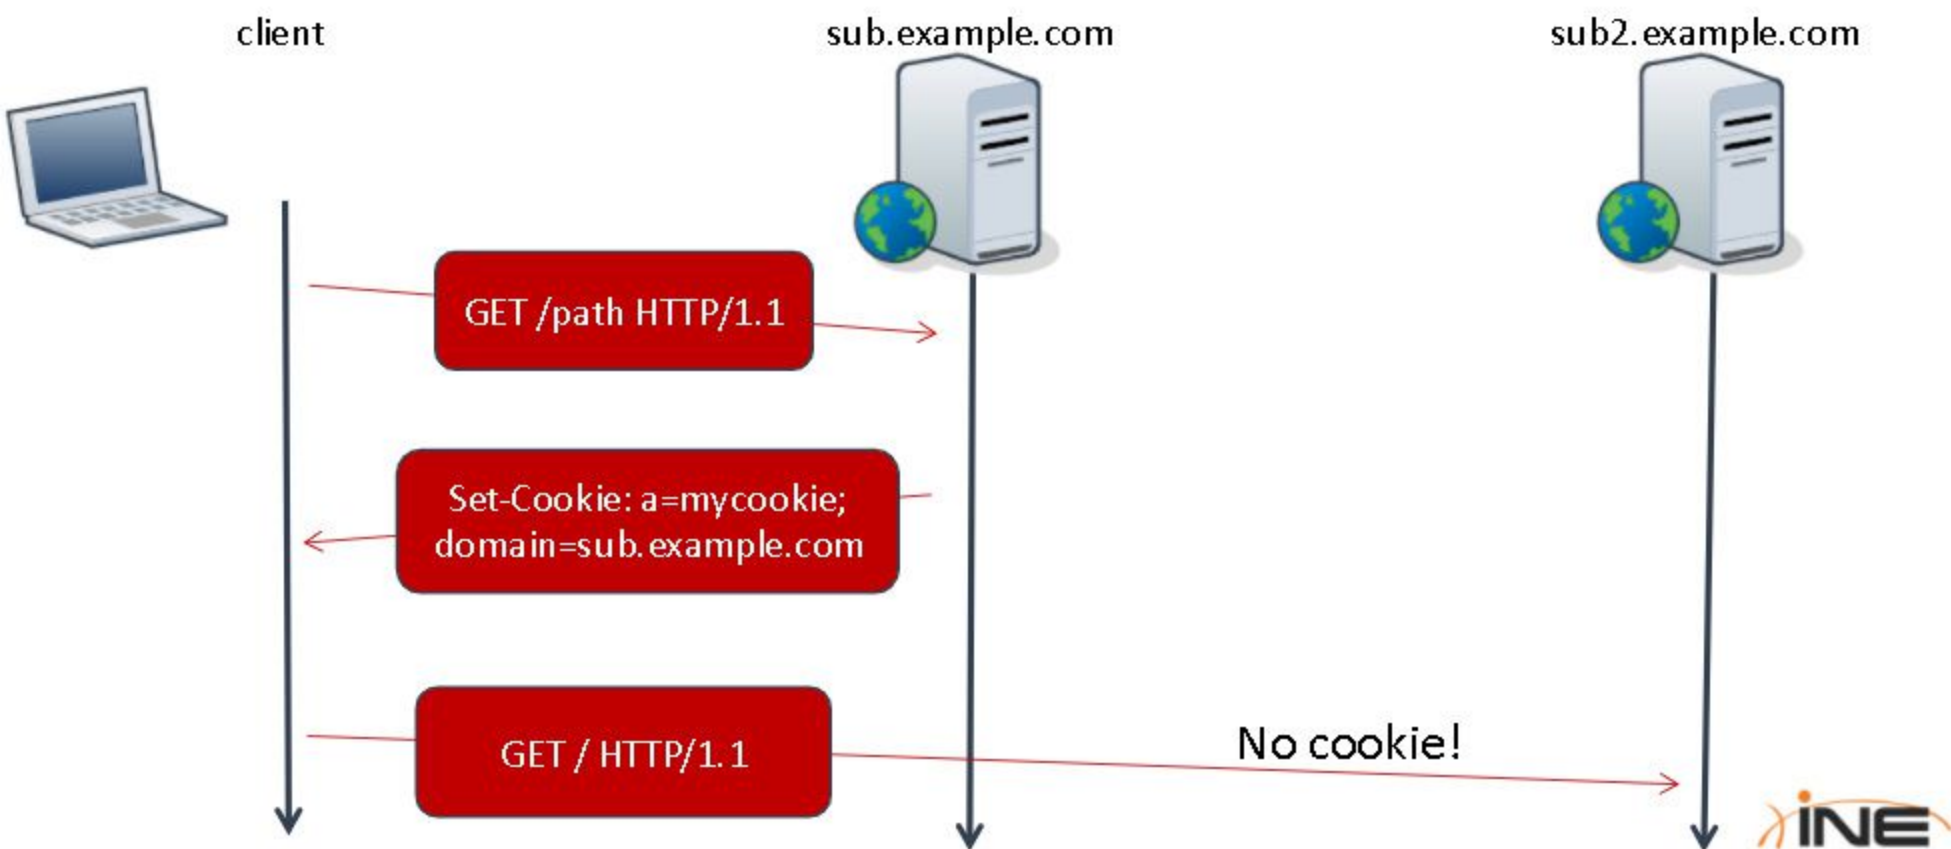 client
sub.example.com
sub2.example.com
GET /path HTTP/1.1
Set-Cookie: a=mycookie;
domain=sub.example.com
GET / HTTP/1.1
No cookie!
iNE